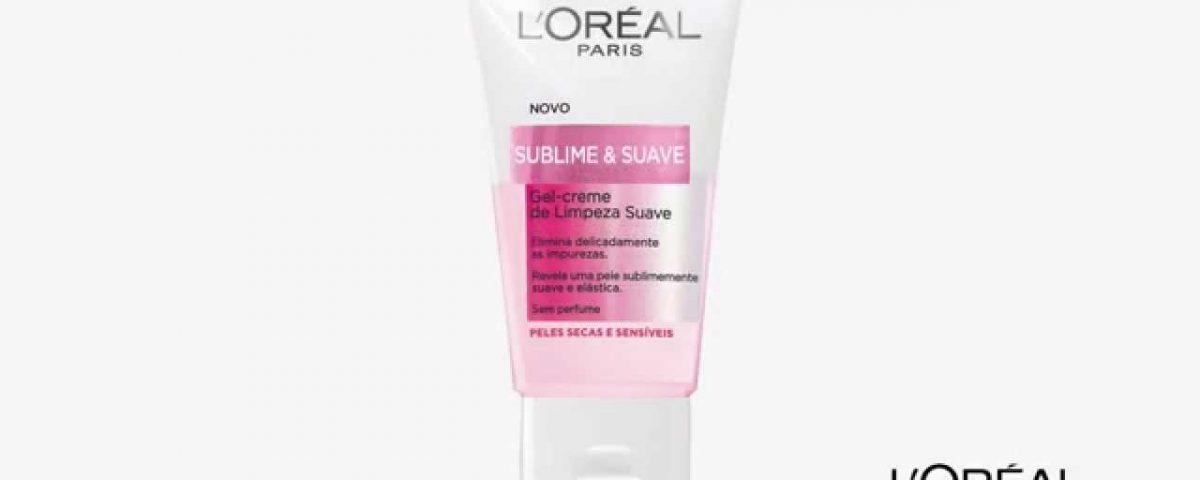 L'ORÉAL
PARIS
NOVO
SUBLIME & SUAVE
Gel-creme
de Limpeza Suave
Elimina delicadamente
as impurezas.
Revela uma pele sublimemente
suave e elástica.
Sem perfume
PELES SECAS E SENSÍVEIS
L'ORÉAL